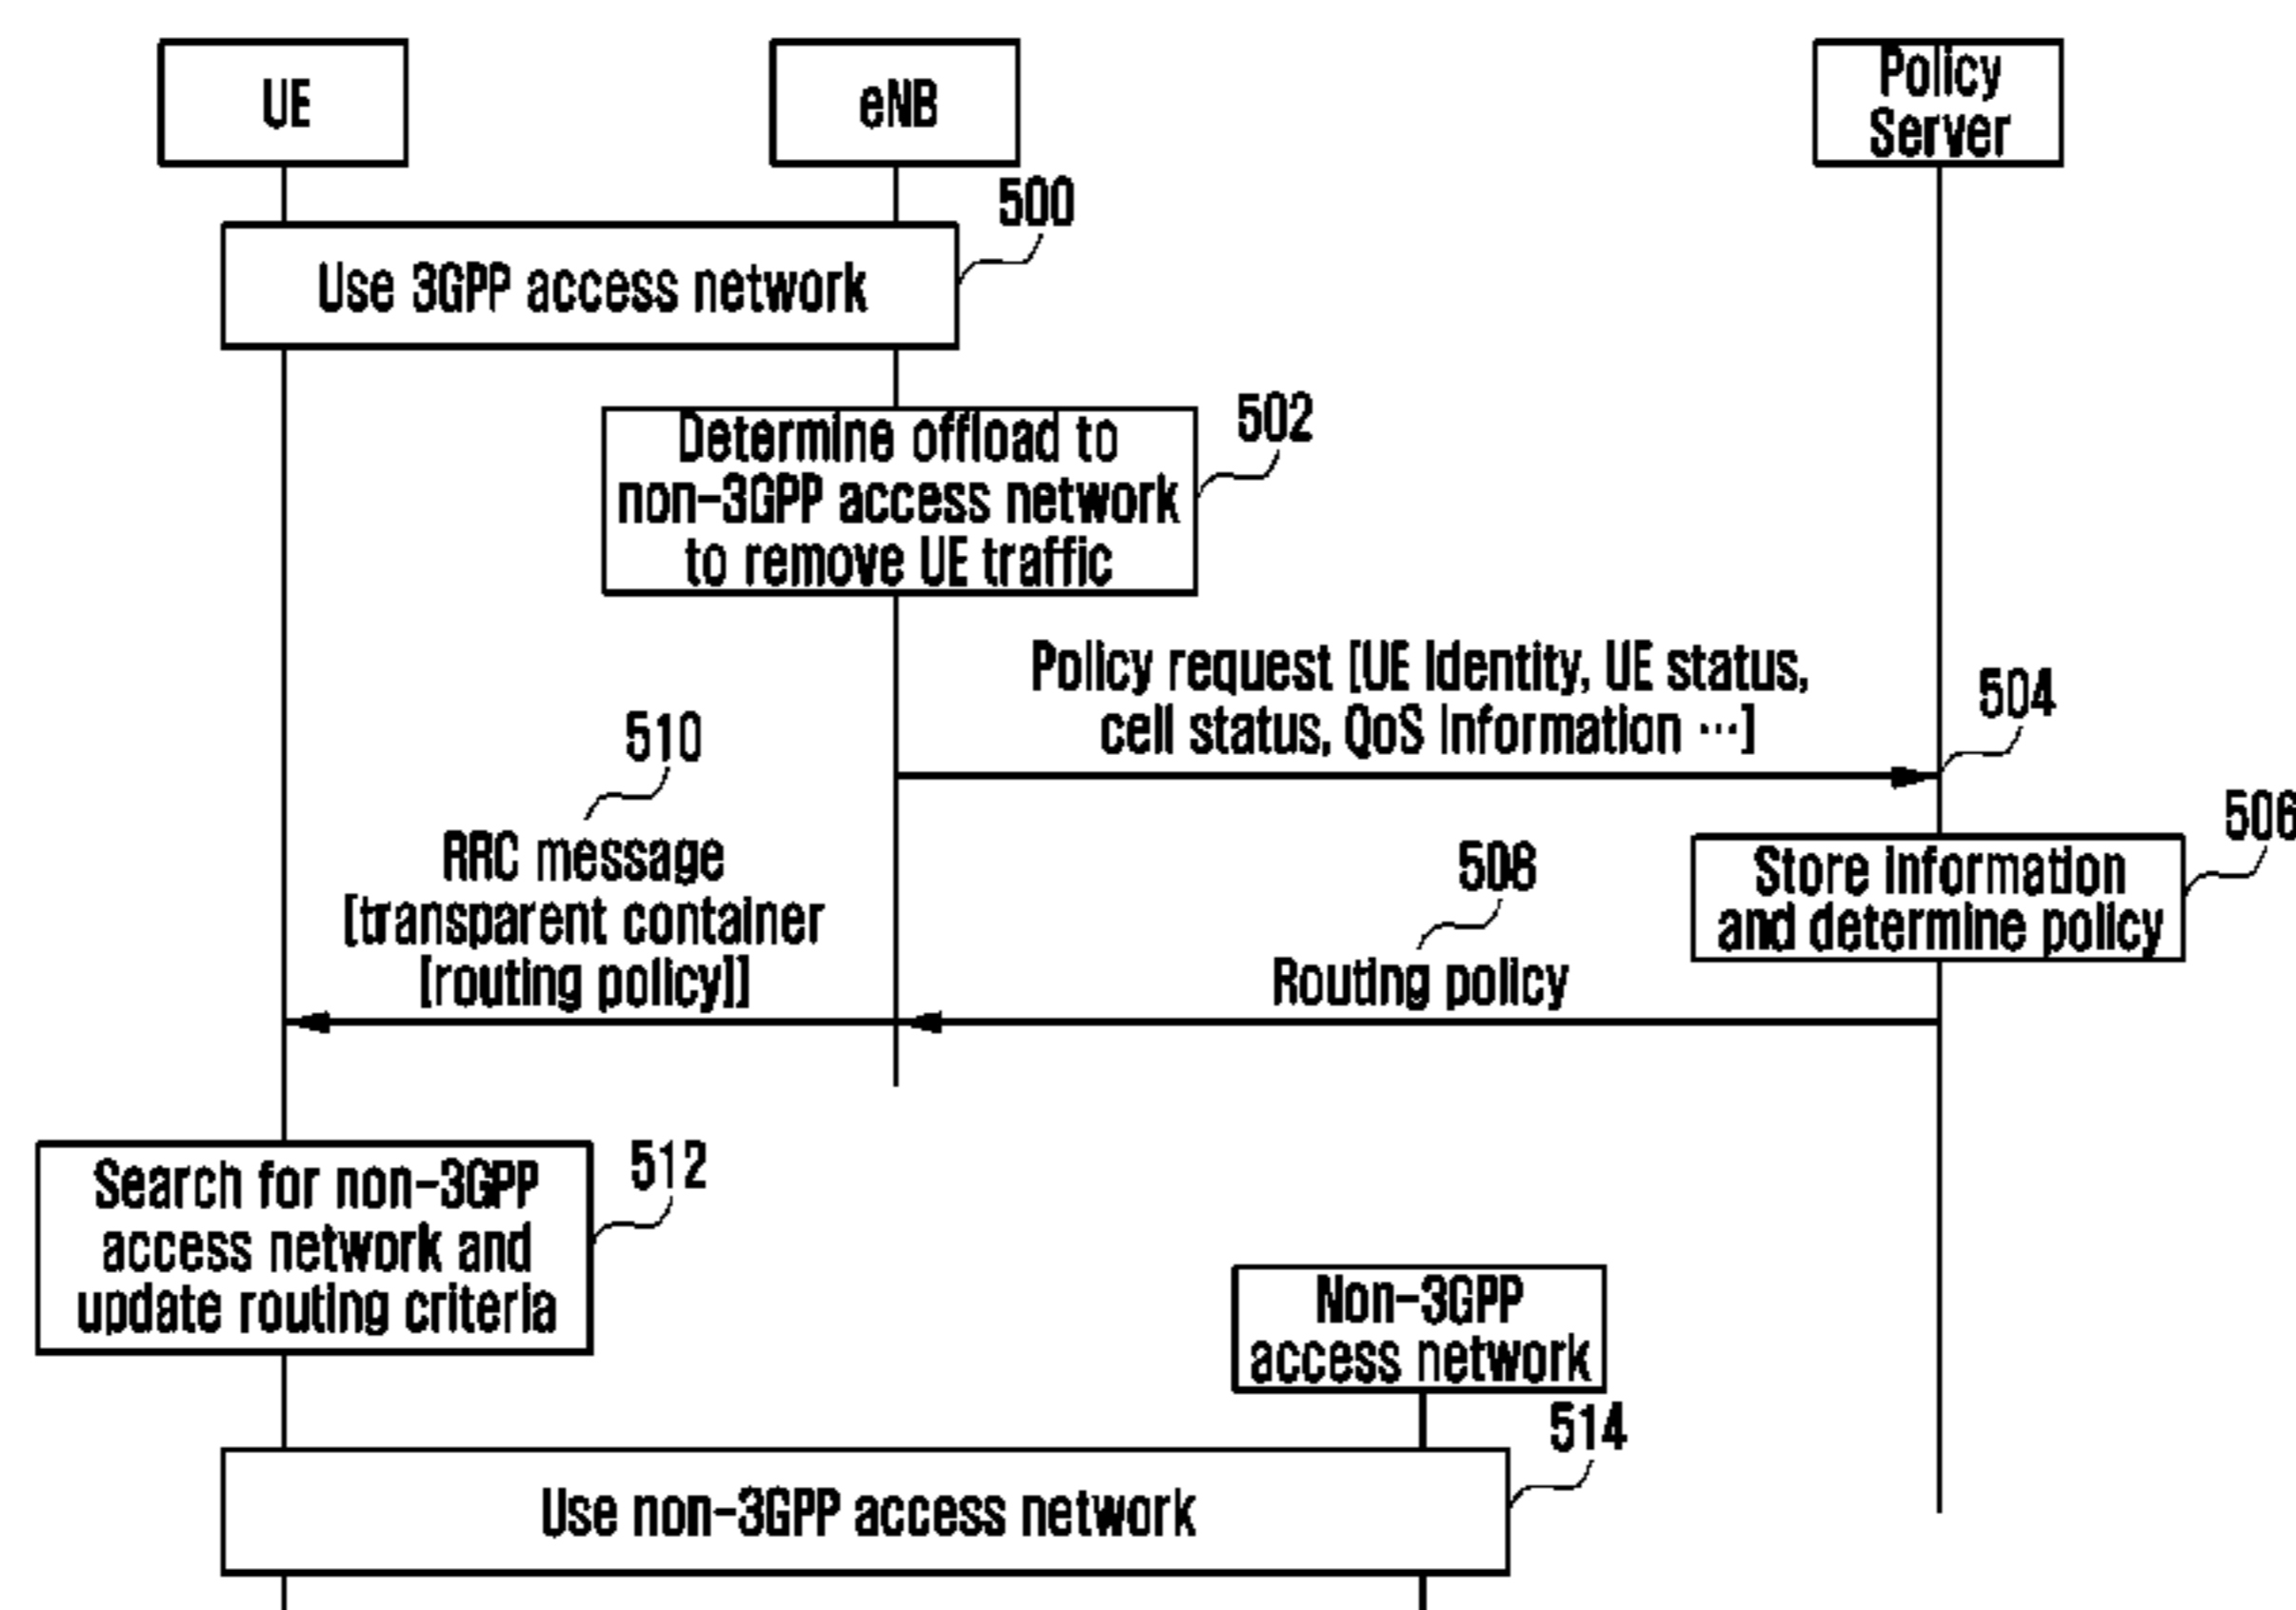 UE
eNB
Policy
Server
500
Use 3GPP access network
502
Determine offload to
non-3GPP access network
to remove UE traffic
Policy request [UE Identity, UE status,
cell status, QoS Information ···]
504
510
RRC message
[transparent container
[routing policy]]
506
Store information
and determine policy
508
Routing policy
512
Search for non-3GPP
access network and
update routing criteria
Non-3GPP
access network
514
Use non-3GPP access network